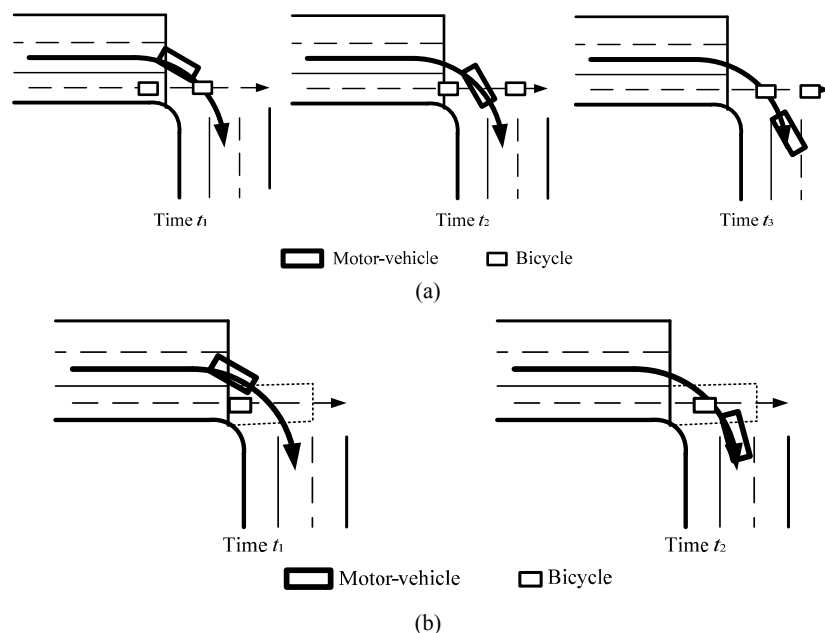 Time t1
Time t2
Time t3
Motor-vehicle
Bicycle
(a)
Time t1
Time t2
Motor-vehicle
Bicycle
(b)